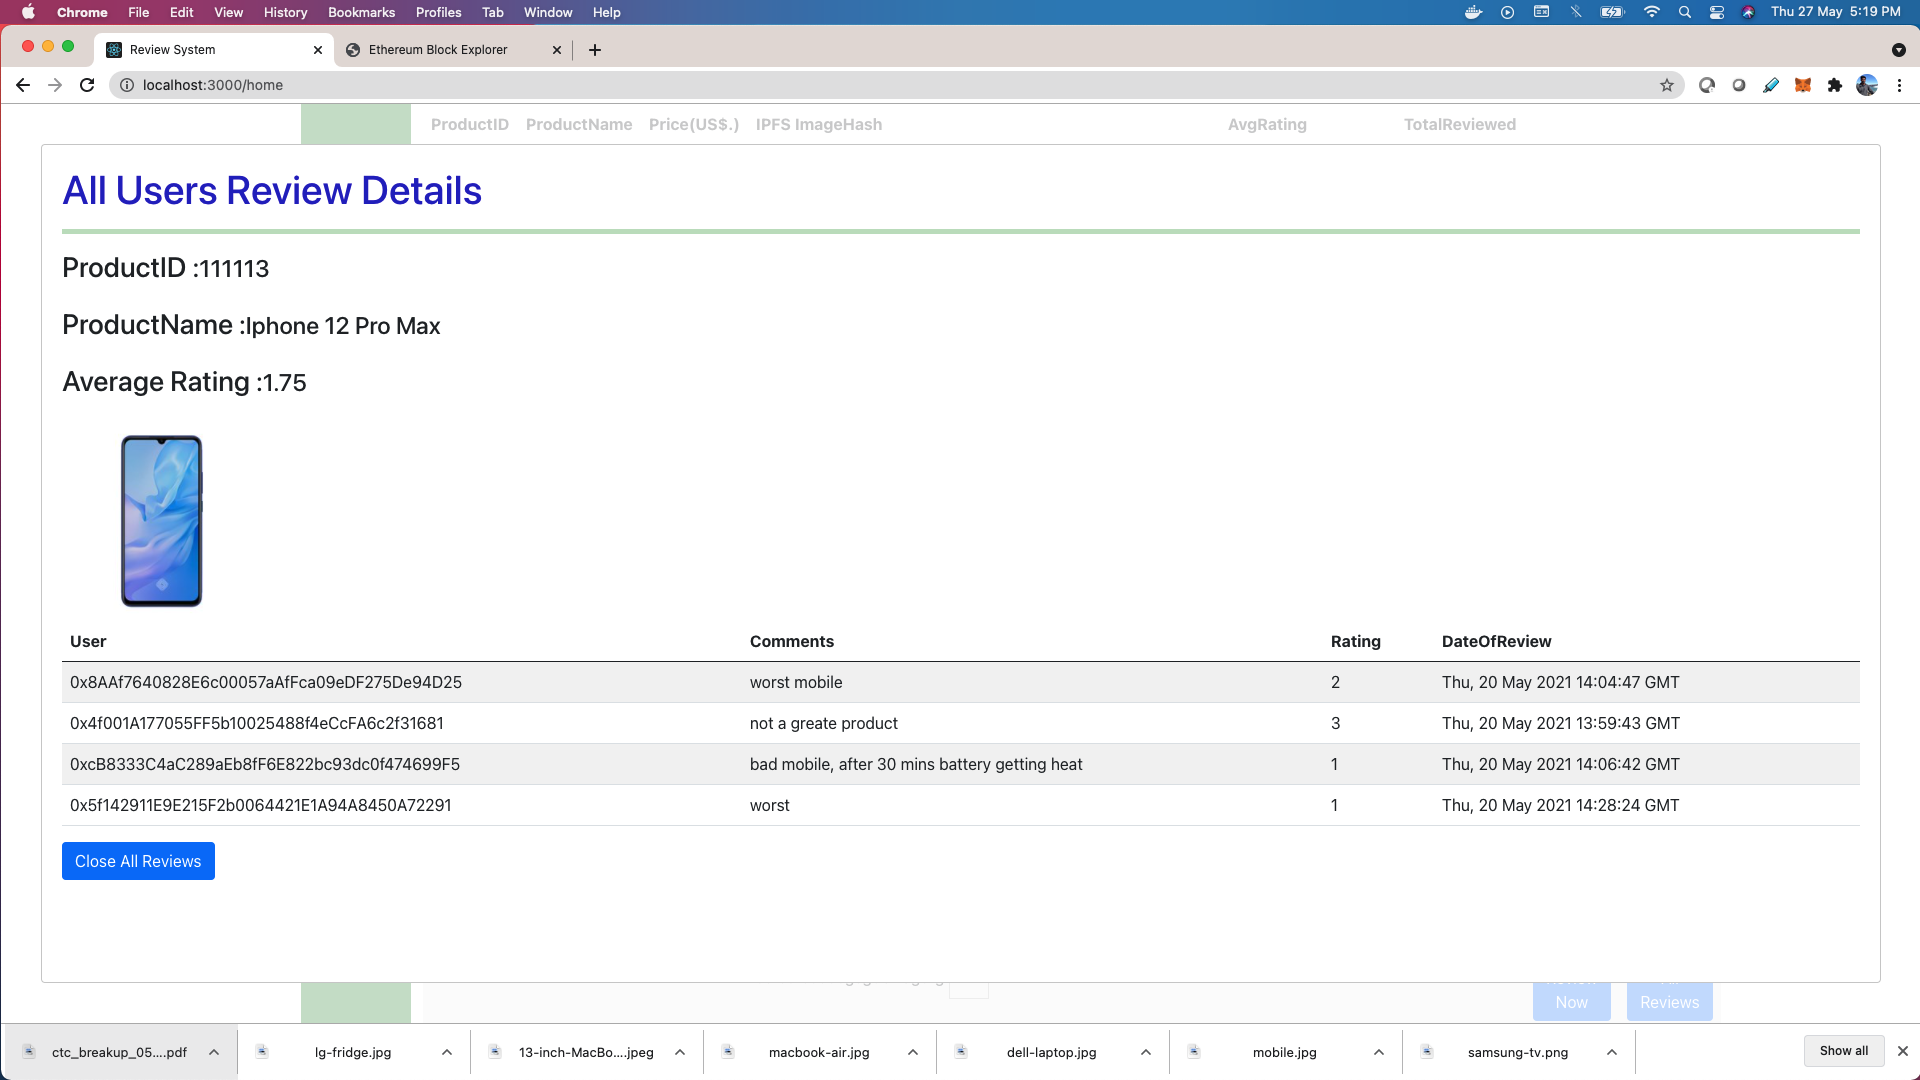 Chrome File Edit View History Bookmarks Profiles Tab Window Help Thu 27 May 5:19 PM
Review System Ethereum Block Explorer
localhost:3000/home
ProductID ProductName Price(US$.) IPFS ImageHash AvgRating TotalReviewed
All Users Review Details
ProductID :111113
ProductName :Iphone 12 Pro Max
Average Rating :1.75
User Comments Rating DateOfReview
0x8AAf7640828E6c00057aAfFca09eDF275De94D25 worst mobile 2 Thu, 20 May 2021 14:04:47 GMT
0x4f001A177055FF5b10025488f4eCcFA6c2f31681 not a greate product 3 Thu, 20 May 2021 13:59:43 GMT
0xcB8333C4aC289aEb8fF6E822bc93dc0f474699F5 bad mobile, after 30 mins battery getting heat 1 Thu, 20 May 2021 14:06:42 GMT
0x5f142911E9E215F2b0064421E1A94A8450A72291 worst 1 Thu, 20 May 2021 14:28:24 GMT
Close All Reviews
Now Reviews
ctc_breakup_05....pdf lg-fridge.jpg 13-inch-MacBo....jpeg macbook-air.jpg dell-laptop.jpg mobile.jpg samsung-tv.png Show all